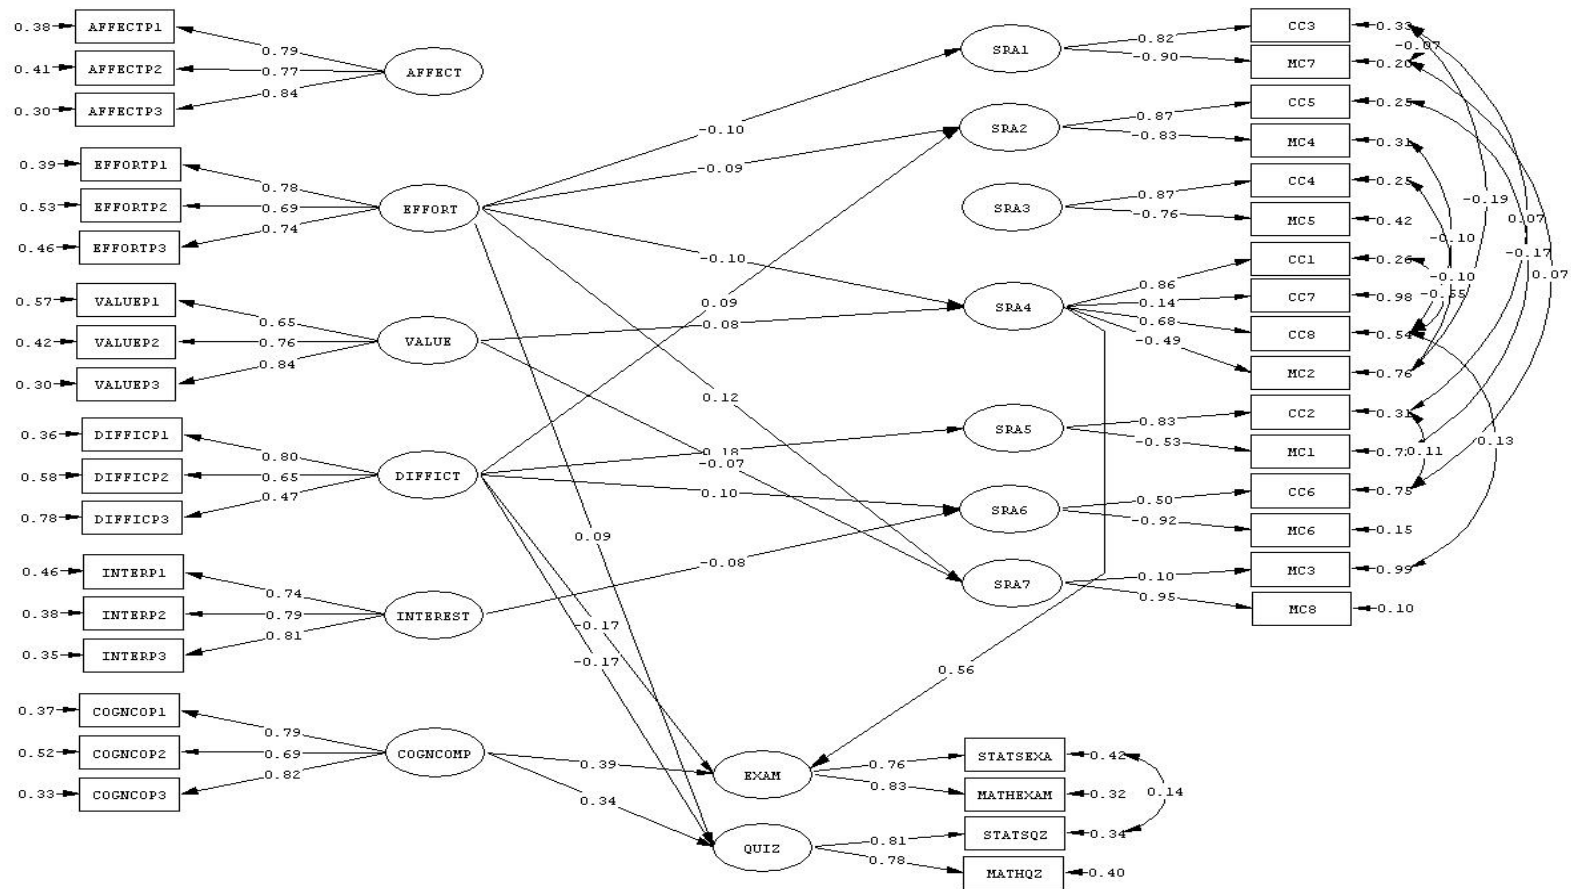 0.38 AFFECTP1
0.79
0.41 AFFECTP2
0.77
AFFECT
0.30 AFFECTP3
0.84
0.39 EFFORTP1
0.78
0.53 EFFORTP2
0.69
EFFORT
0.46 EFFORTP3
0.74
0.57 VALUEP1
0.65
0.42 VALUEP2
0.76
VALUE
0.30 VALUEP3
0.84
0.36 DIFFICP1
0.80
0.58 DIFFICP2
0.65
DIFFICT
0.78 DIFFICP3
0.47
0.46 INTERP1
0.74
0.38 INTERP2
0.79
INTEREST
0.35 INTERP3
0.81
0.37 COGNCOP1
0.79
0.52 COGNCOP2
0.69
COGNCOMP
0.33 COGNCOP3
0.82
-0.10
-0.09
-0.10
0.09
0.08
0.12
0.18
-0.07
0.10
0.09
-0.08
-0.17
-0.17
0.39
0.34
0.56
SRA1
0.82
CC3
0.33
-0.07
-0.90
MC7
0.20
SRA2
0.87
CC5
0.25
-0.83
MC4
0.31
SRA3
0.87
CC4
0.25
-0.76
MC5
0.42
SRA4
0.86
CC1
0.26
0.14
CC7
0.98
0.68
CC8
0.54
-0.49
MC2
0.76
SRA5
0.83
CC2
0.31
-0.53
MC1
SRA6
0.50
CC6
0.75
-0.92
MC6
0.15
SRA7
0.10
MC3
0.99
0.95
MC8
0.10
-0.19
0.07
-0.10
-0.17
-0.10
0.07
0.13
0.11
EXAM
0.76
STATSEXA
0.42
0.83
MATHEXAM
0.32
0.14
QUIZ
0.81
STATSQZ
0.34
0.78
MATHQZ
0.40